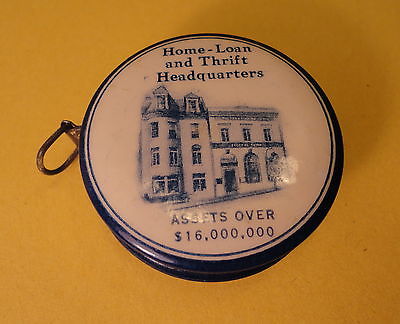 Home-Loan
and Thrift
Headquarters
ASSETS OVER
$16,000,000